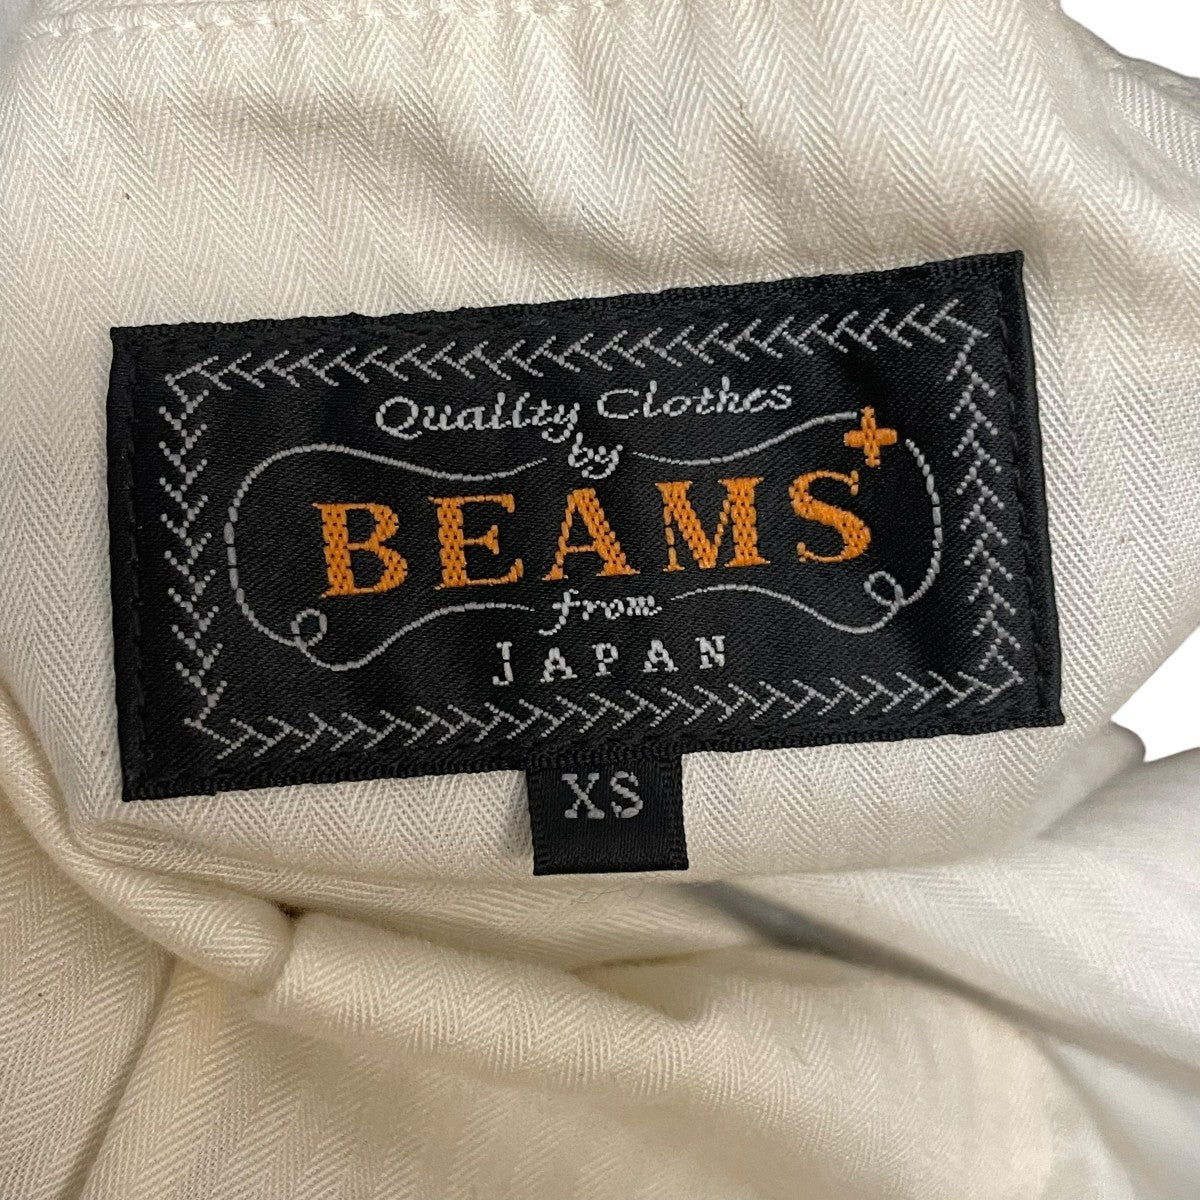 Quality Clothes
by
BEAMS+
from
JAPAN
XS